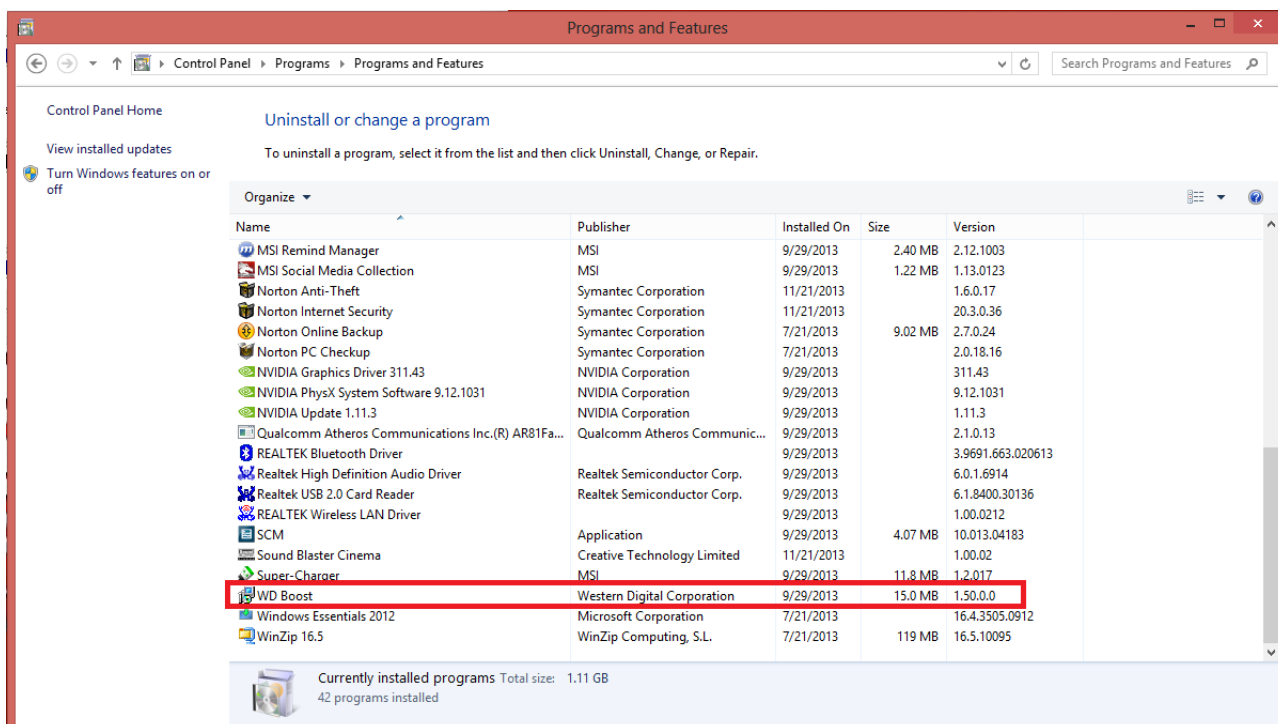 Programs and Features
Control Panel Programs Programs and Features Search Programs and Features
Control Panel Home
View installed updates
Turn Windows features on or
off
Uninstall or change a program
To uninstall a program, select it from the list and then click Uninstall, Change, or Repair.
Organize
Name Publisher Installed On Size Version
MSI Remind Manager MSI 9/29/2013 2.40 MB 2.12.1003
MSI Social Media Collection MSI 9/29/2013 1.22 MB 1.13.0123
Norton Anti-Theft Symantec Corporation 11/21/2013 1.6.0.17
Norton Internet Security Symantec Corporation 11/21/2013 20.3.0.36
Norton Online Backup Symantec Corporation 7/21/2013 9.02 MB 2.7.0.24
Norton PC Checkup Symantec Corporation 7/21/2013 2.0.18.16
NVIDIA Graphics Driver 311.43 NVIDIA Corporation 9/29/2013 311.43
NVIDIA PhysX System Software 9.12.1031 NVIDIA Corporation 9/29/2013 9.12.1031
NVIDIA Update 1.11.3 NVIDIA Corporation 9/29/2013 1.11.3
Qualcomm Atheros Communications Inc.(R) AR81Fa... Qualcomm Atheros Communic... 9/29/2013 2.1.0.13
REALTEK Bluetooth Driver 9/29/2013 3.9691.663.020613
Realtek High Definition Audio Driver Realtek Semiconductor Corp. 9/29/2013 6.0.1.6914
Realtek USB 2.0 Card Reader Realtek Semiconductor Corp. 9/29/2013 6.1.8400.30136
REALTEK Wireless LAN Driver 9/29/2013 1.00.0212
SCM Application 9/29/2013 4.07 MB 10.013.04183
Sound Blaster Cinema Creative Technology Limited 11/21/2013 1.00.02
Super-Charger MSI 9/29/2013 11.8 MB 1.2.017
WD Boost Western Digital Corporation 9/29/2013 15.0 MB 1.50.0.0
Windows Essentials 2012 Microsoft Corporation 7/21/2013 16.4.3505.0912
WinZip 16.5 WinZip Computing, S.L. 7/21/2013 119 MB 16.5.10095
Currently installed programs Total size: 1.11 GB
42 programs installed